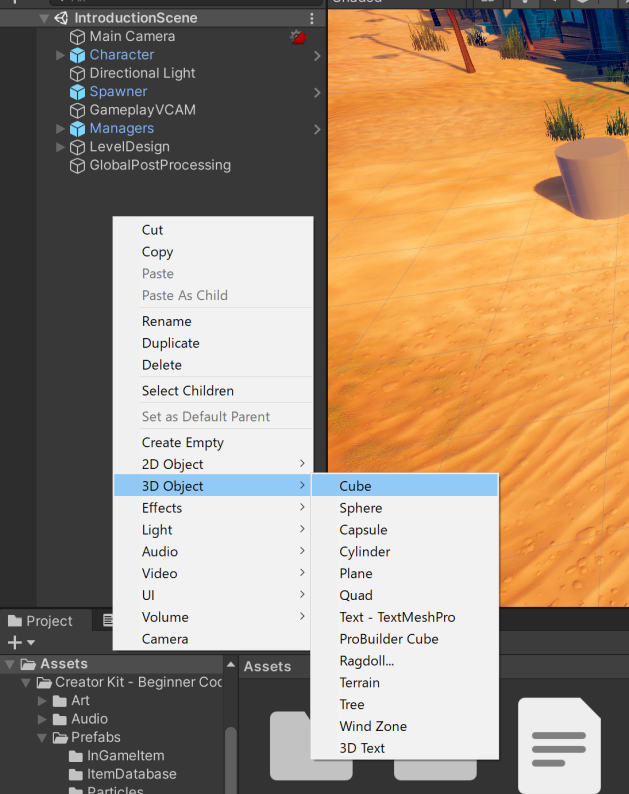 IntroductionScene
Main Camera
Character
Directional Light
Spawner
GameplayVCAM
Managers
LevelDesign
GlobalPostProcessing
Cut
Copy
Paste
Paste As Child
Rename
Duplicate
Delete
Select Children
Set as Default Parent
Create Empty
2D Object
3D Object
Effects
Light
Audio
Video
UI
Volume
Camera
Cube
Sphere
Capsule
Cylinder
Plane
Quad
Text - TextMeshPro
ProBuilder Cube
Ragdoll...
Terrain
Tree
Wind Zone
3D Text
Project
Assets
Creator Kit - Beginner Coc
Art
Audio
Prefabs
InGameItem
ItemDatabase
Particles
Assets